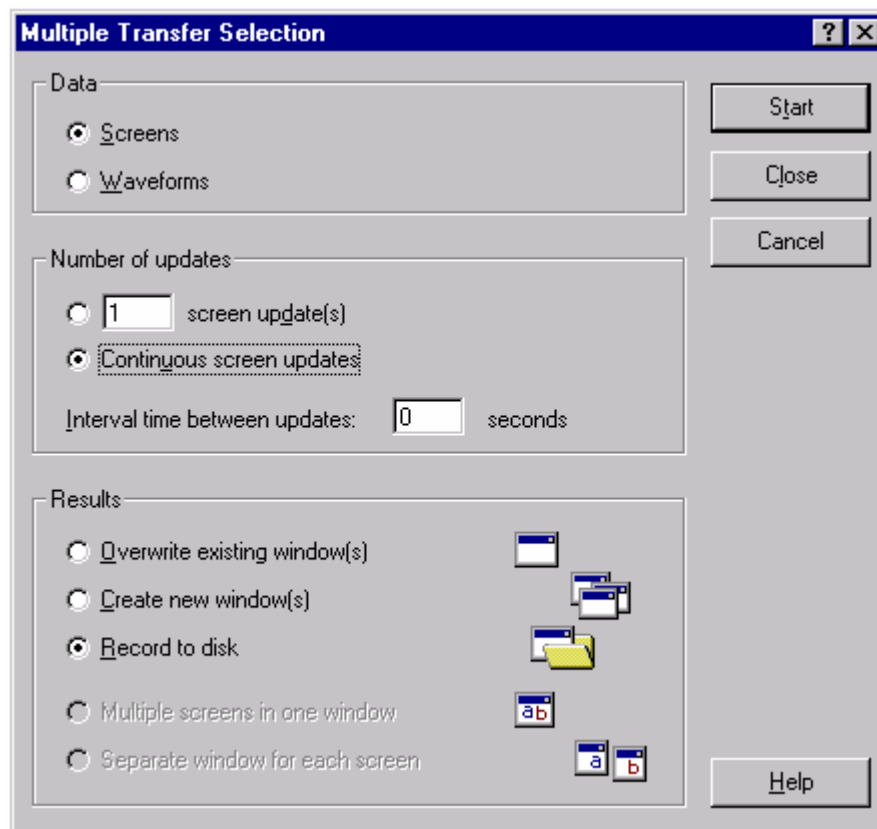 Multiple Transfer Selection
Data
Screens
Waveforms
Start
Close
Cancel
Number of updates
1 screen update(s)
Continuous screen updates
Interval time between updates: 0 seconds
Results
Overwrite existing window(s)
Create new window(s)
Record to disk
Multiple screens in one window
ab
Separate window for each screen
a b
Help